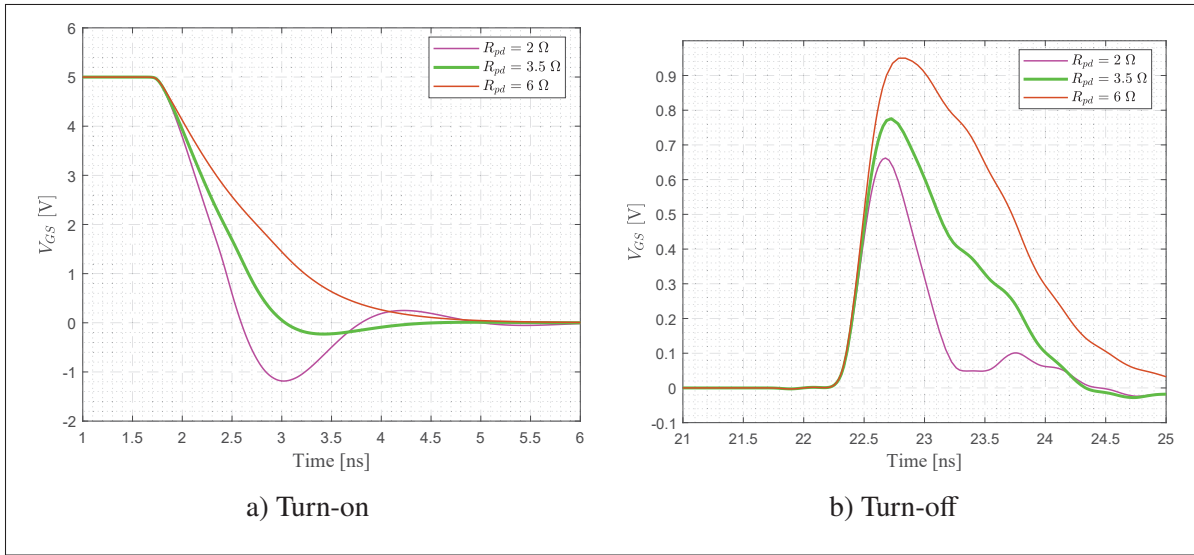 6
5
4
3
2
1
0
-1
-2
V_GS [V]
R_pd = 2 Ω
R_pd = 3.5 Ω
R_pd = 6 Ω
1 1.5 2 2.5 3 3.5 4 4.5 5 5.5 6
Time [ns]
a) Turn-on
0.9
0.8
0.7
0.6
0.5
0.4
0.3
0.2
0.1
0
-0.1
V_GS [V]
R_pd = 2 Ω
R_pd = 3.5 Ω
R_pd = 6 Ω
21 21.5 22 22.5 23 23.5 24 24.5 25
Time [ns]
b) Turn-off